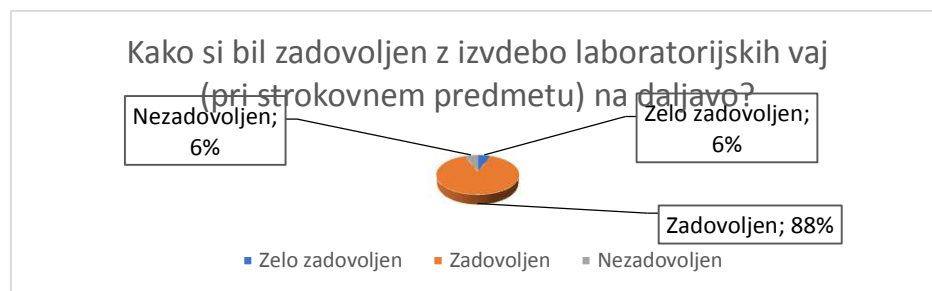 Kako si bil zadovoljen z izvdebo laboratorijskih vaj
(pri strokovnem predmetu) na daljavo?
Nezadovoljen;
6%
Zelo zadovoljen;
6%
Zadovoljen; 88%
Zelo zadovoljen
Zadovoljen
Nezadovoljen